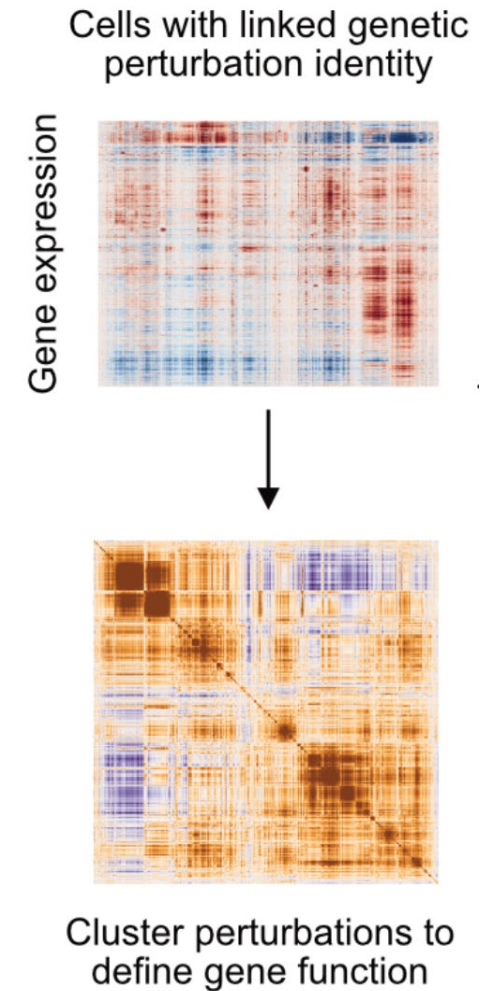 Cells with linked genetic
perturbation identity
Gene expression
Cluster perturbations to
define gene function